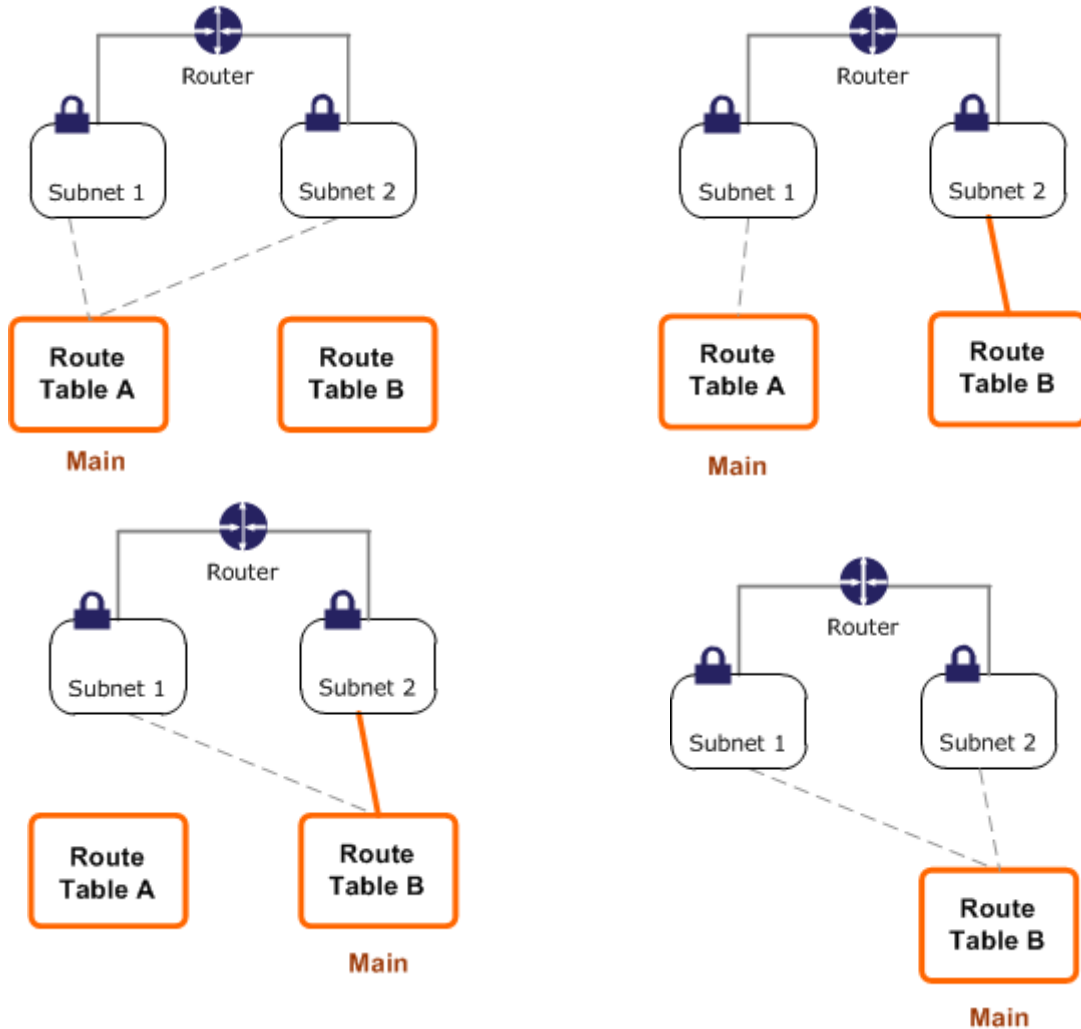 Router
Subnet 1
Subnet 2
Route
Table A
Route
Table B
Main
Router
Subnet 1
Subnet 2
Route
Table A
Route
Table B
Main
Router
Subnet 1
Subnet 2
Route
Table A
Route
Table B
Main
Router
Subnet 1
Subnet 2
Route
Table B
Main